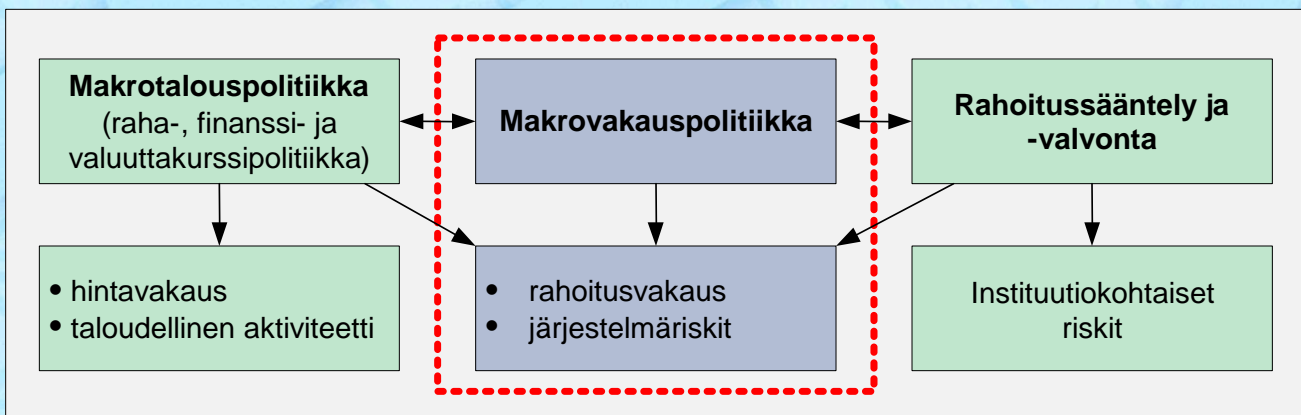 Makrotalouspolitiikka
(raha-, finanssi- ja
valuuttakurssipolitiikka)
Makrovakauspolitiikka
Rahoitussääntely ja
-valvonta
• hintavakaus
• taloudellinen aktiviteetti
• rahoitusvakaus
• järjestelmäriskit
Instituutiokohtaiset
riskit